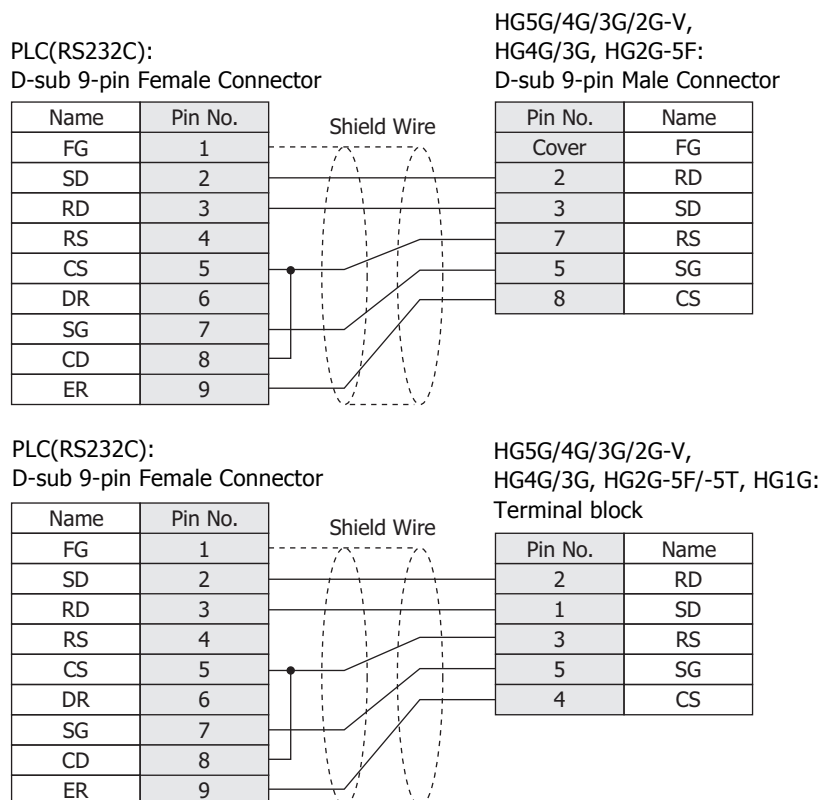 PLC(RS232C):
D-sub 9-pin Female Connector
HG5G/4G/3G/2G-V,
HG4G/3G, HG2G-5F:
D-sub 9-pin Male Connector
Name Pin No.
FG 1
SD 2
RD 3
RS 4
CS 5
DR 6
SG 7
CD 8
ER 9
Shield Wire
Pin No. Name
Cover FG
2 RD
3 SD
7 RS
5 SG
8 CS
PLC(RS232C):
D-sub 9-pin Female Connector
HG5G/4G/3G/2G-V,
HG4G/3G, HG2G-5F/-5T, HG1G:
Terminal block
Name Pin No.
FG 1
SD 2
RD 3
RS 4
CS 5
DR 6
SG 7
CD 8
ER 9
Shield Wire
Pin No. Name
2 RD
1 SD
3 RS
5 SG
4 CS